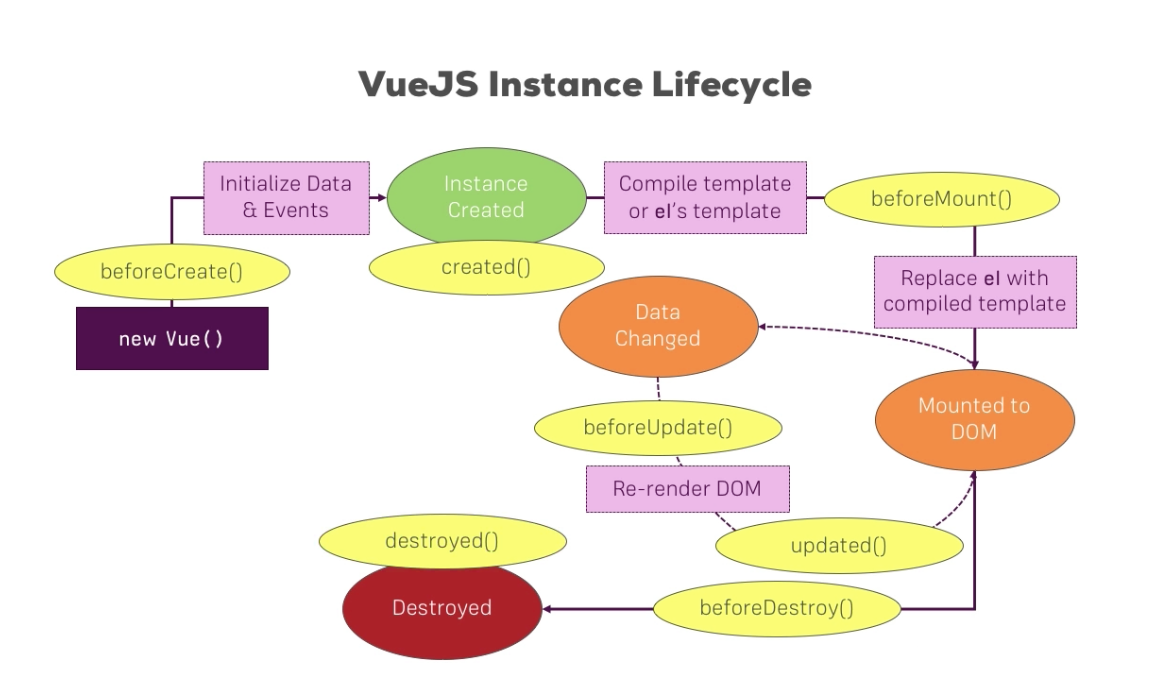 VueJS Instance Lifecycle
Initialize Data
& Events
Instance
Created
Compile template
or el's template
beforeMount()
beforeCreate()
created()
new Vue()
Replace el with
compiled template
Data
Changed
Mounted to
DOM
beforeUpdate()
Re-render DOM
updated()
destroyed()
Destroyed
beforeDestroy()